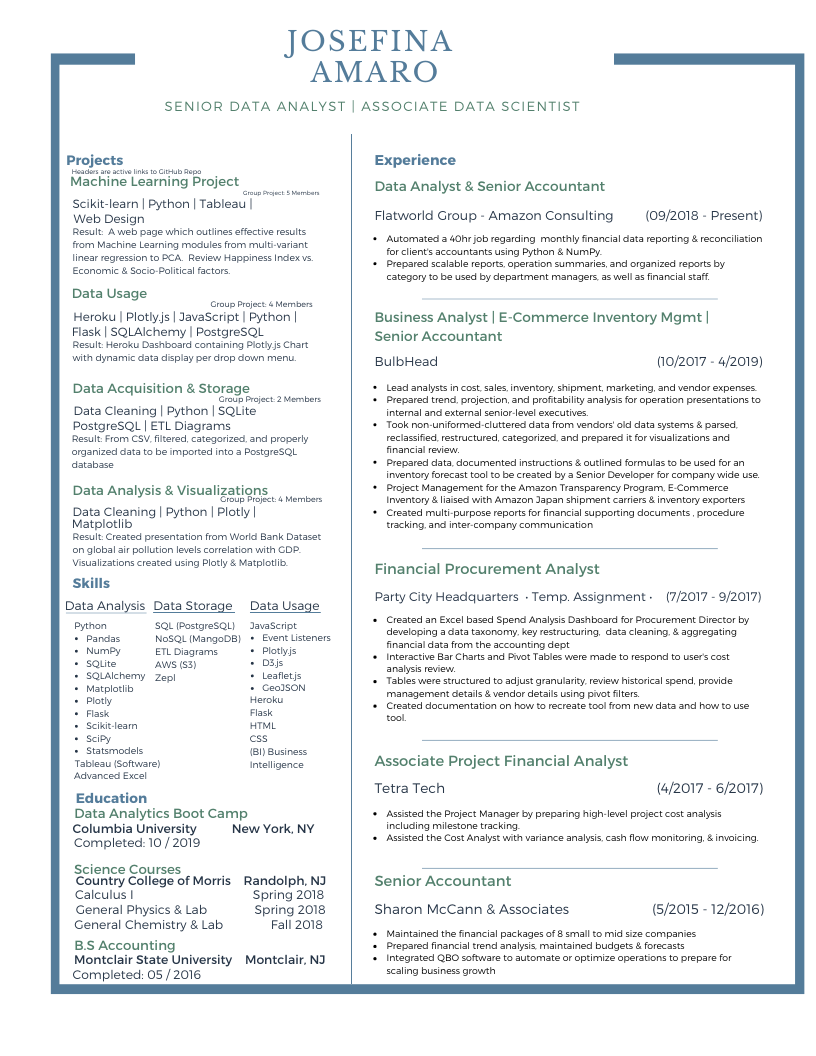 JOSEFINA
AMARO
SENIOR DATA ANALYST | ASSOCIATE DATA SCIENTIST
Projects
Headers are active links to GitHub Repo
Machine Learning Project
Group Project: 5 Members
Scikit-learn | Python | Tableau |
Web Design
Result: A web page which outlines effective results
from Machine Learning modules from multi-variant
linear regression to PCA. Review Happiness Index vs.
Economic & Socio-Political factors.
Data Usage
Group Project: 4 Members
Heroku | Plotly.js | JavaScript | Python |
Flask | SQLAlchemy | PostgreSQL
Result: Heroku Dashboard containing Plotly.js Chart
with dynamic data display per drop down menu.
Data Acquisition & Storage
Group Project: 2 Members
Data Cleaning | Python | SQLite
PostgreSQL | ETL Diagrams
Result: From CSV, filtered, categorized, and properly
organized data to be imported into a PostgreSQL
database
Data Analysis & Visualizations
Group Project: 4 Members
Data Cleaning | Python | Plotly |
Matplotlib
Result: Created presentation from World Bank Dataset
on global air pollution levels correlation with GDP.
Visualizations created using Plotly & Matplotlib.
Skills
Data Analysis
Python
• Pandas
• NumPy
• SQLite
• SQLAlchemy
• Matplotlib
• Plotly
• Flask
• Scikit-learn
• SciPy
• Statsmodels
Tableau (Software)
Advanced Excel
Data Storage
SQL (PostgreSQL)
NoSQL (MangoDB)
ETL Diagrams
AWS (S3)
Zepl
Data Usage
JavaScript
• Event Listeners
• Plotly.js
• D3.js
• Leaflet.js
• GeoJSON
Heroku
Flask
HTML
CSS
(BI) Business
Intelligence
Education
Data Analytics Boot Camp
Columbia University New York, NY
Completed: 10 / 2019
Science Courses
Country College of Morris Randolph, NJ
Calculus I Spring 2018
General Physics & Lab Spring 2018
General Chemistry & Lab Fall 2018
B.S Accounting
Montclair State University Montclair, NJ
Completed: 05 / 2016
Experience
Data Analyst & Senior Accountant
Flatworld Group - Amazon Consulting (09/2018 - Present)
• Automated a 40hr job regarding monthly financial data reporting & reconciliation
for client's accountants using Python & NumPy.
• Prepared scalable reports, operation summaries, and organized reports by
category to be used by department managers, as well as financial staff.
Business Analyst | E-Commerce Inventory Mgmt |
Senior Accountant
BulbHead (10/2017 - 4/2019)
• Lead analysts in cost, sales, inventory, shipment, marketing, and vendor expenses.
• Prepared trend, projection, and profitability analysis for operation presentations to
internal and external senior-level executives.
• Took non-uniformed-cluttered data from vendors' old data systems & parsed,
reclassified, restructured, categorized, and prepared it for visualizations and
financial review.
• Prepared data, documented instructions & outlined formulas to be used for an
inventory forecast tool to be created by a Senior Developer for company wide use.
• Project Management for the Amazon Transparency Program, E-Commerce
Inventory & liaised with Amazon Japan shipment carriers & inventory exporters
• Created multi-purpose reports for financial supporting documents , procedure
tracking, and inter-company communication
Financial Procurement Analyst
Party City Headquarters · Temp. Assignment · (7/2017 - 9/2017)
• Created an Excel based Spend Analysis Dashboard for Procurement Director by
developing a data taxonomy, key restructuring, data cleaning, & aggregating
financial data from the accounting dept
• Interactive Bar Charts and Pivot Tables were made to respond to user's cost
analysis review.
• Tables were structured to adjust granularity, review historical spend, provide
management details & vendor details using pivot filters.
• Created documentation on how to recreate tool from new data and how to use
tool.
Associate Project Financial Analyst
Tetra Tech (4/2017 - 6/2017)
• Assisted the Project Manager by preparing high-level project cost analysis
including milestone tracking.
• Assisted the Cost Analyst with variance analysis, cash flow monitoring, & invoicing.
Senior Accountant
Sharon McCann & Associates (5/2015 - 12/2016)
• Maintained the financial packages of 8 small to mid size companies
• Prepared financial trend analysis, maintained budgets & forecasts
• Integrated QBO software to automate or optimize operations to prepare for
scaling business growth